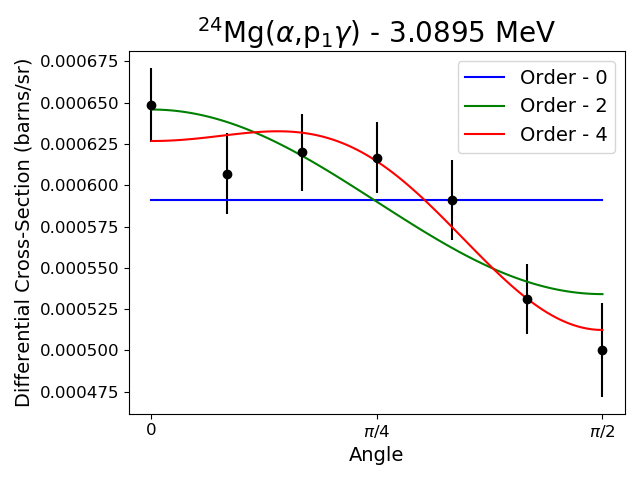 ²⁴Mg(α,p₁γ) - 3.0895 MeV
Order - 0
Order - 2
Order - 4
Differential Cross-Section (barns/sr)
0.000675
0.000650
0.000625
0.000600
0.000575
0.000550
0.000525
0.000500
0.000475
0 π/4 π/2
Angle